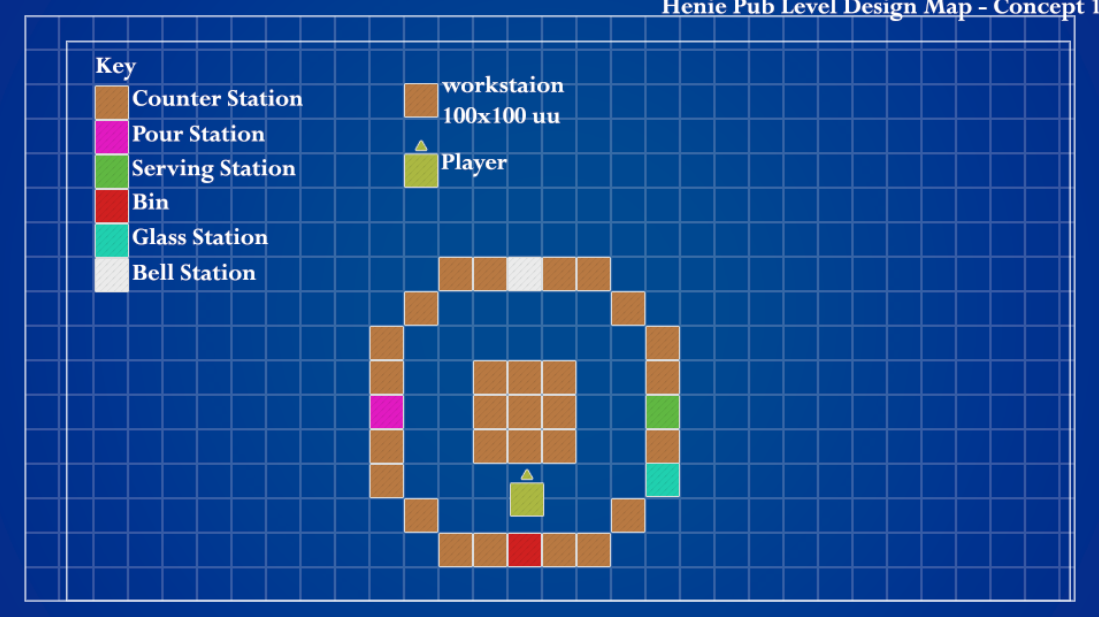 Henie Pub Level Design Map - Concept 1
Key
Counter Station
Pour Station
Serving Station
Bin
Glass Station
Bell Station
workstaion
100x100 uu
Player